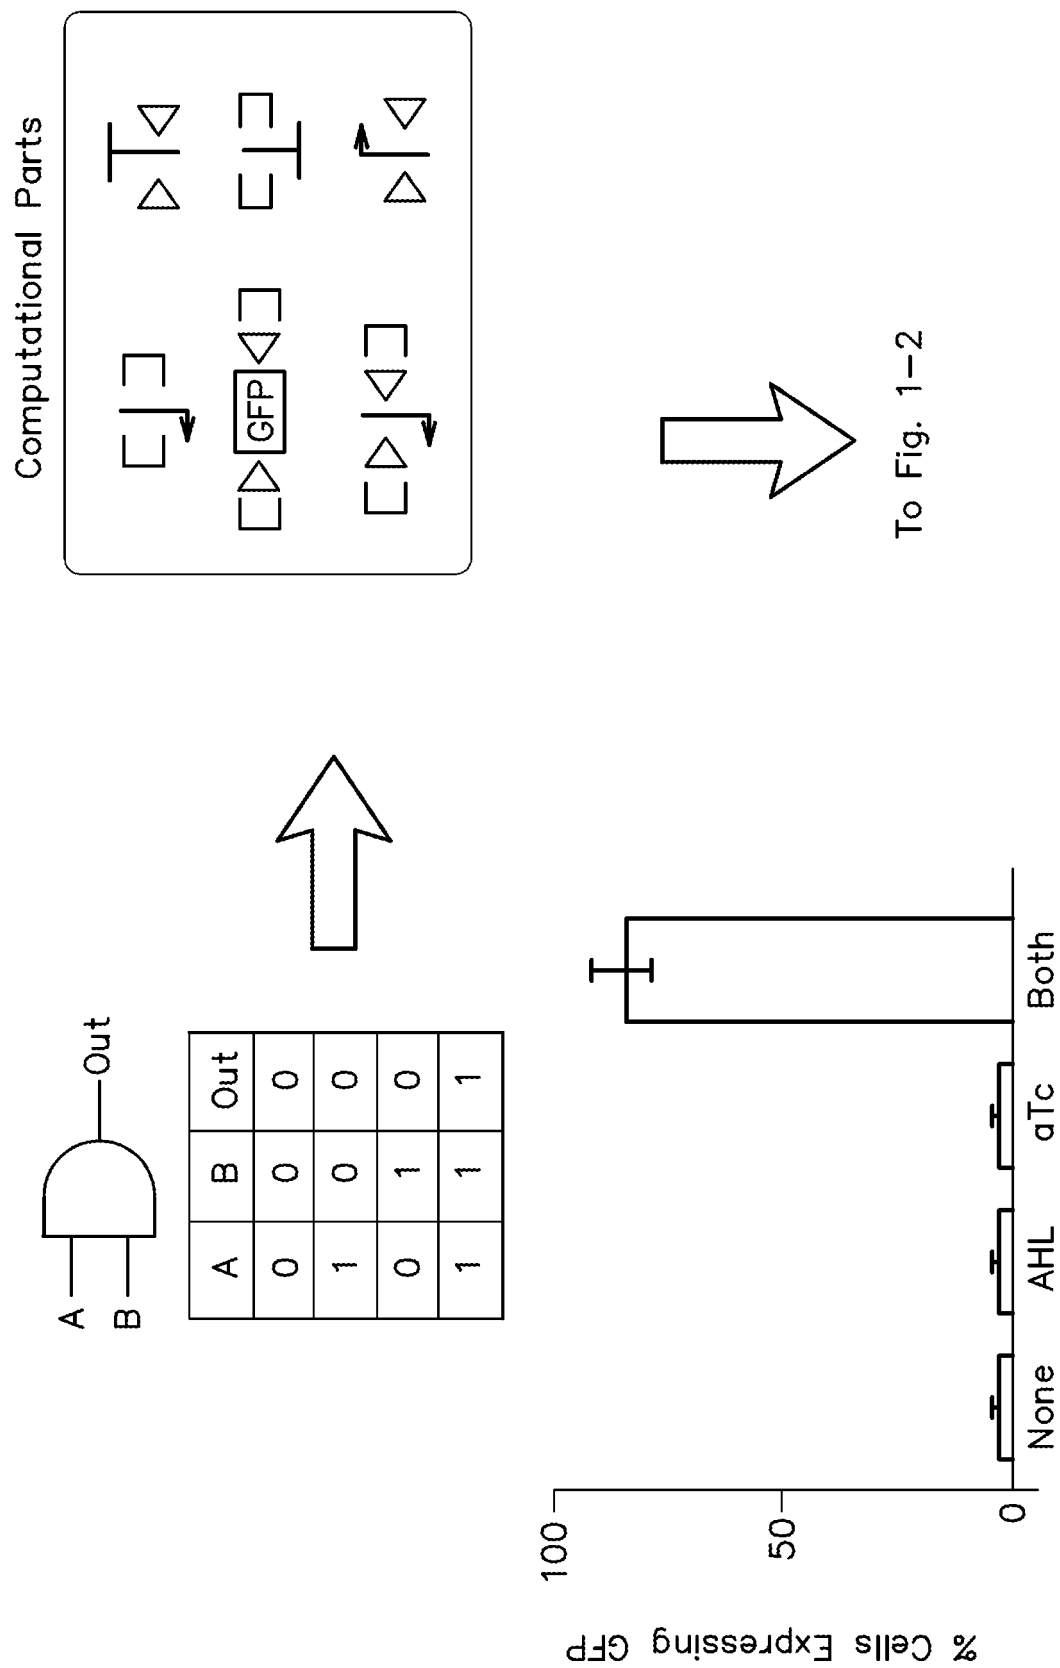 A
B
Out
A B Out
0 0 0
1 0 0
0 1 0
1 1 1
Computational Parts
GFP
% Cells Expressing GFP
100
50
0
None AHL aTc Both
To Fig. 1-2